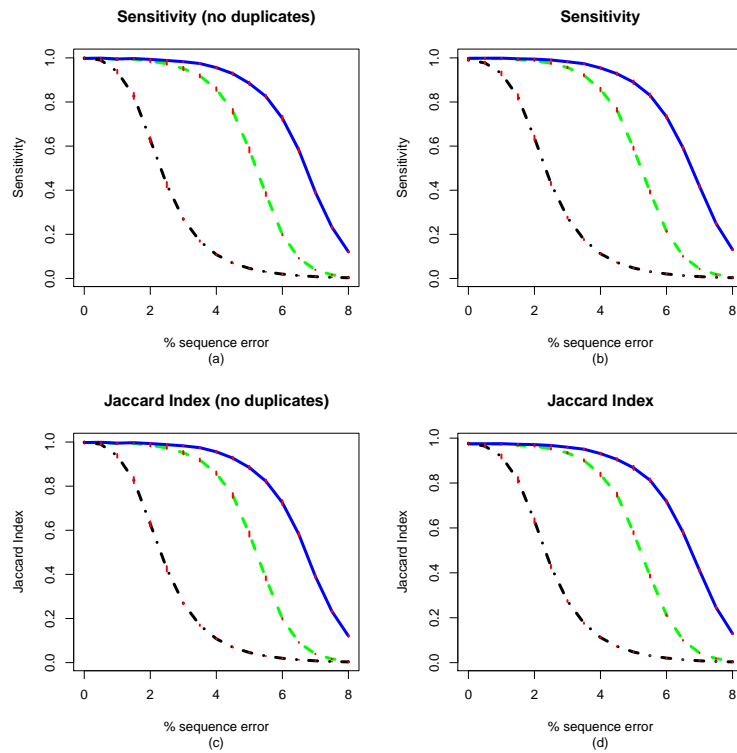 Sensitivity (no duplicates)
Sensitivity
0.0 0.2 0.4 0.6 0.8 1.0
0 2 4 6 8
% sequence error
(a)
Sensitivity
Sensitivity
0.0 0.2 0.4 0.6 0.8 1.0
0 2 4 6 8
% sequence error
(b)
Jaccard Index (no duplicates)
Jaccard Index
0.0 0.2 0.4 0.6 0.8 1.0
0 2 4 6 8
% sequence error
(c)
Jaccard Index
Jaccard Index
0.0 0.2 0.4 0.6 0.8 1.0
0 2 4 6 8
% sequence error
(d)